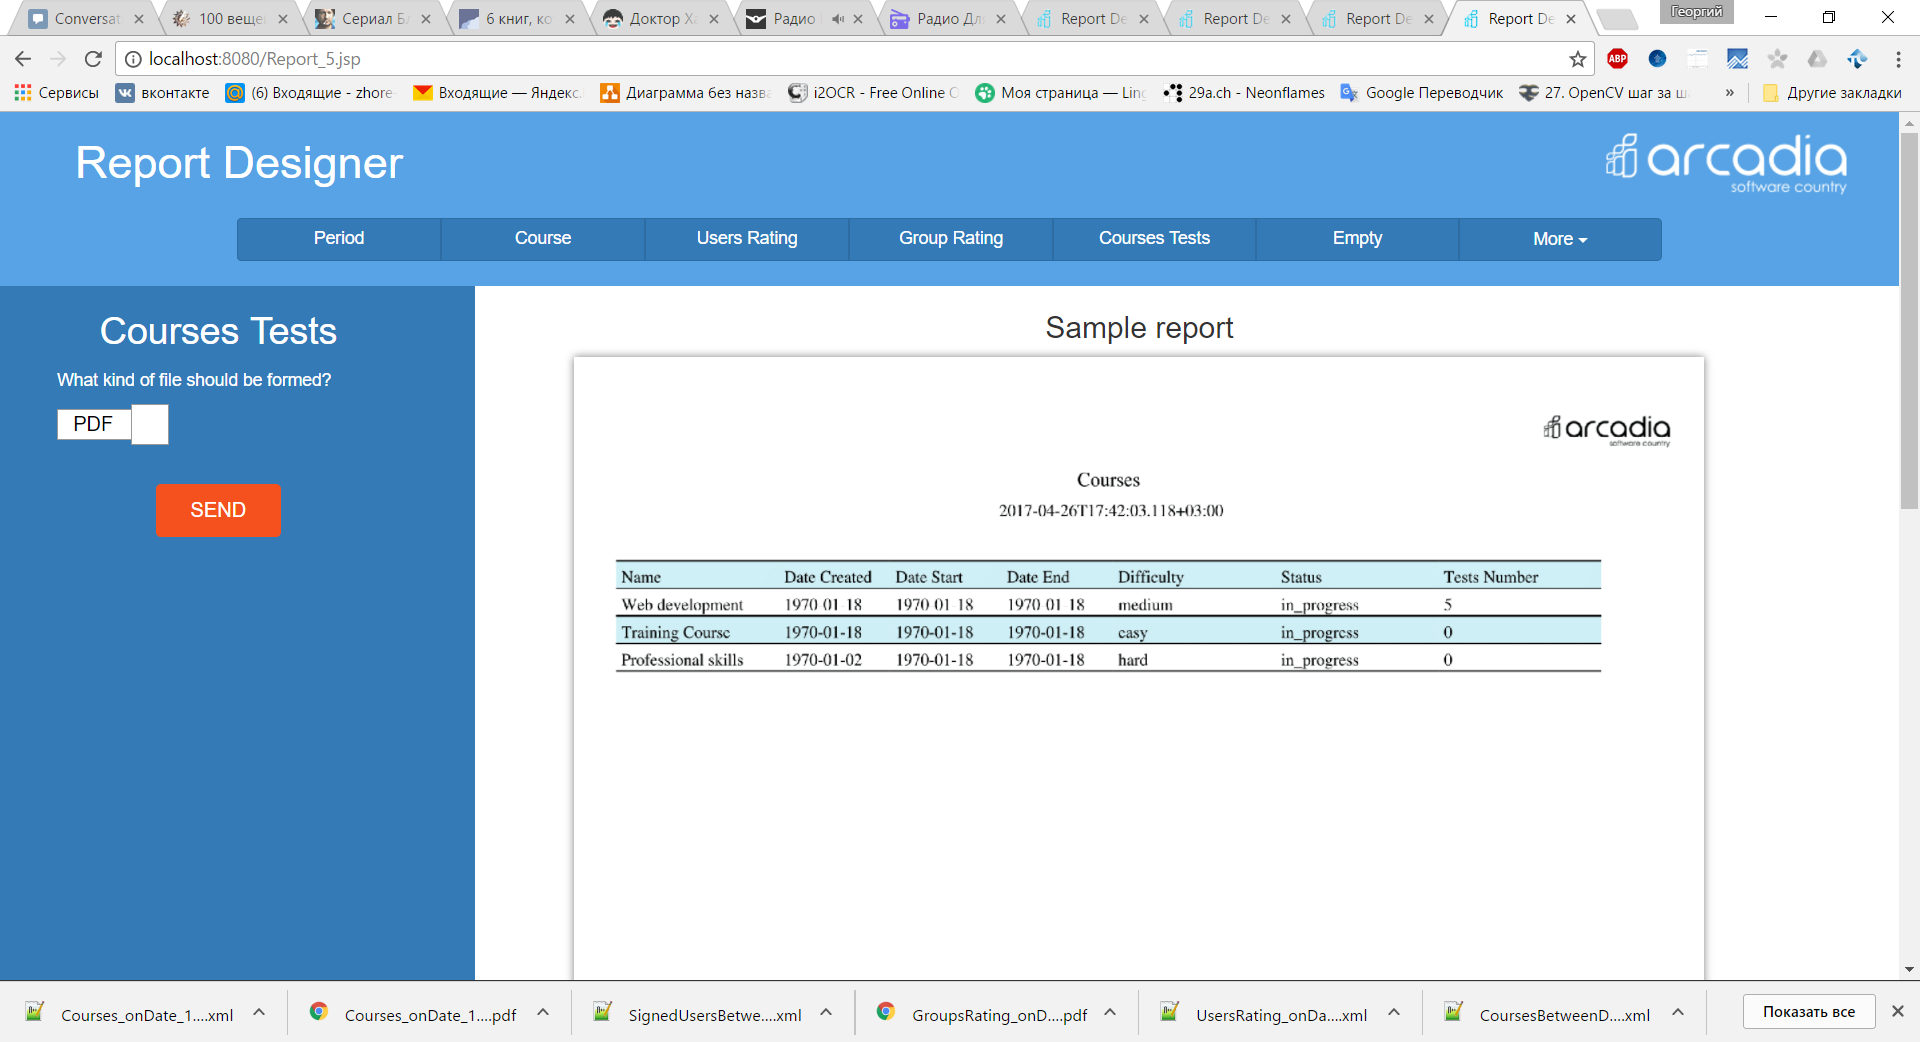 Conversat
100 вещe
Сериал Б
6 книг, ко
Доктор Ха
Радио
Радио Дл
Report De
Report De
Report De
Report De
Георгий
localhost:8080/Report_5.jsp
ABP
Сервисы
вконтакте
(6) Входящие - zhore
Входящие — Яндекс.
Диаграмма без назва
i2OCR - Free Online O
Моя страница — Ling
29a.ch - Neonflames
Google Переводчик
27. OpenCV шаг за ш
»
Другие закладки
Report Designer
arcadia
software country
Period
Course
Users Rating
Group Rating
Courses Tests
Empty
More
Courses Tests
What kind of file should be formed?
PDF
SEND
Sample report
arcadia
software country
Courses
2017-04-26T17:42:03.118+03:00
Name Date Created Date Start Date End Difficulty Status Tests Number
Web development 1970-01-18 1970-01-18 1970-01-18 medium in_progress 5
Training Course 1970-01-18 1970-01-18 1970-01-18 easy in_progress 0
Professional skills 1970-01-02 1970-01-18 1970-01-18 hard in_progress 0
Courses_onDate_1....xml
Courses_onDate_1....pdf
SignedUsersBetwe....xml
GroupsRating_onD....pdf
UsersRating_onDa....xml
CoursesBetweenD....xml
Показать все